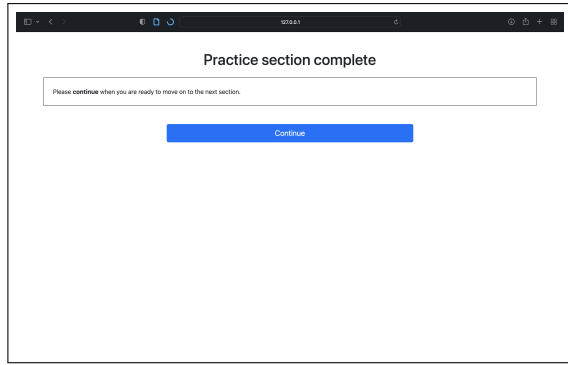 127.0.0.1
Practice section complete
Please continue when you are ready to move on to the next section.
Continue